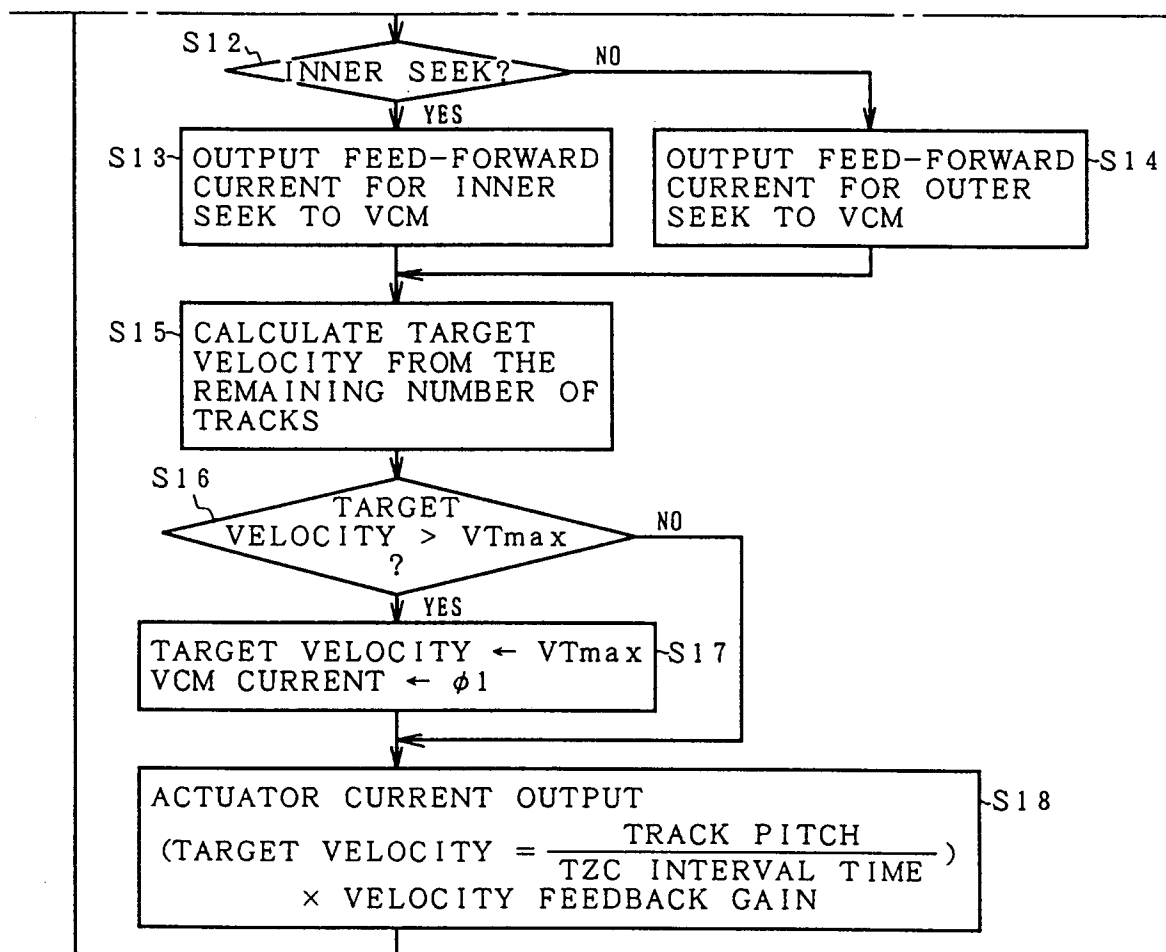 S12
INNER SEEK?
NO
YES
S13
OUTPUT FEED-FORWARD
CURRENT FOR INNER
SEEK TO VCM
OUTPUT FEED-FORWARD
CURRENT FOR OUTER
SEEK TO VCM
S14
S15
CALCULATE TARGET
VELOCITY FROM THE
REMAINING NUMBER OF
TRACKS
S16
TARGET
VELOCITY > VTmax
?
NO
YES
TARGET VELOCITY ← VTmax
VCM CURRENT ← φ1
S17
ACTUATOR CURRENT OUTPUT
S18
(TARGET VELOCITY = TRACK PITCH / TZC INTERVAL TIME)
× VELOCITY FEEDBACK GAIN